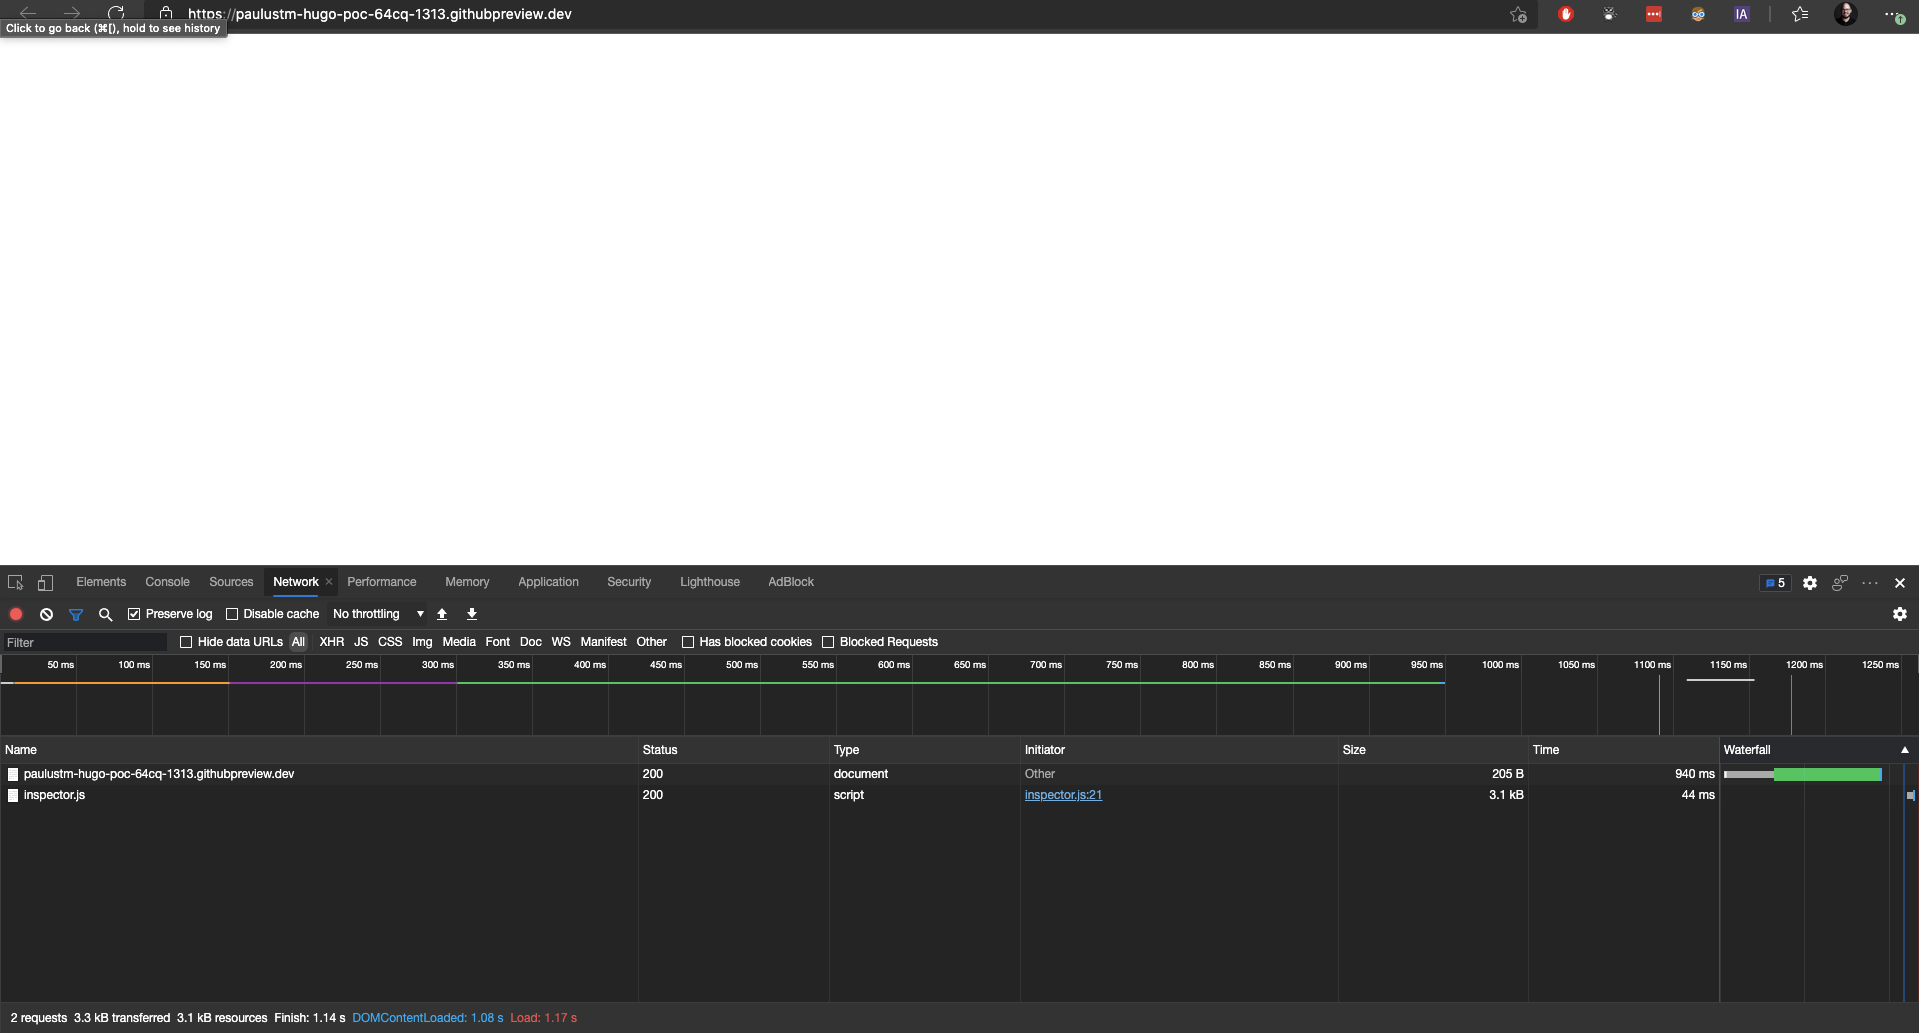 https://paulustm-hugo-poc-64cq-1313.githubpreview.dev
IA
Click to go back (⌘[), hold to see history
Elements Console Sources Network × Performance Memory Application Security Lighthouse AdBlock 5
Preserve log Disable cache No throttling
Filter Hide data URLs All XHR JS CSS Img Media Font Doc WS Manifest Other Has blocked cookies Blocked Requests
50 ms 100 ms 150 ms 200 ms 250 ms 300 ms 350 ms 400 ms 450 ms 500 ms 550 ms 600 ms 650 ms 700 ms 750 ms 800 ms 850 ms 900 ms 950 ms 1000 ms 1050 ms 1100 ms 1150 ms 1200 ms 1250 ms
Name Status Type Initiator Size Time Waterfall
paulustm-hugo-poc-64cq-1313.githubpreview.dev 200 document Other 205 B 940 ms
inspector.js 200 script inspector.js:21 3.1 kB 44 ms
2 requests 3.3 kB transferred 3.1 kB resources Finish: 1.14 s DOMContentLoaded: 1.08 s Load: 1.17 s